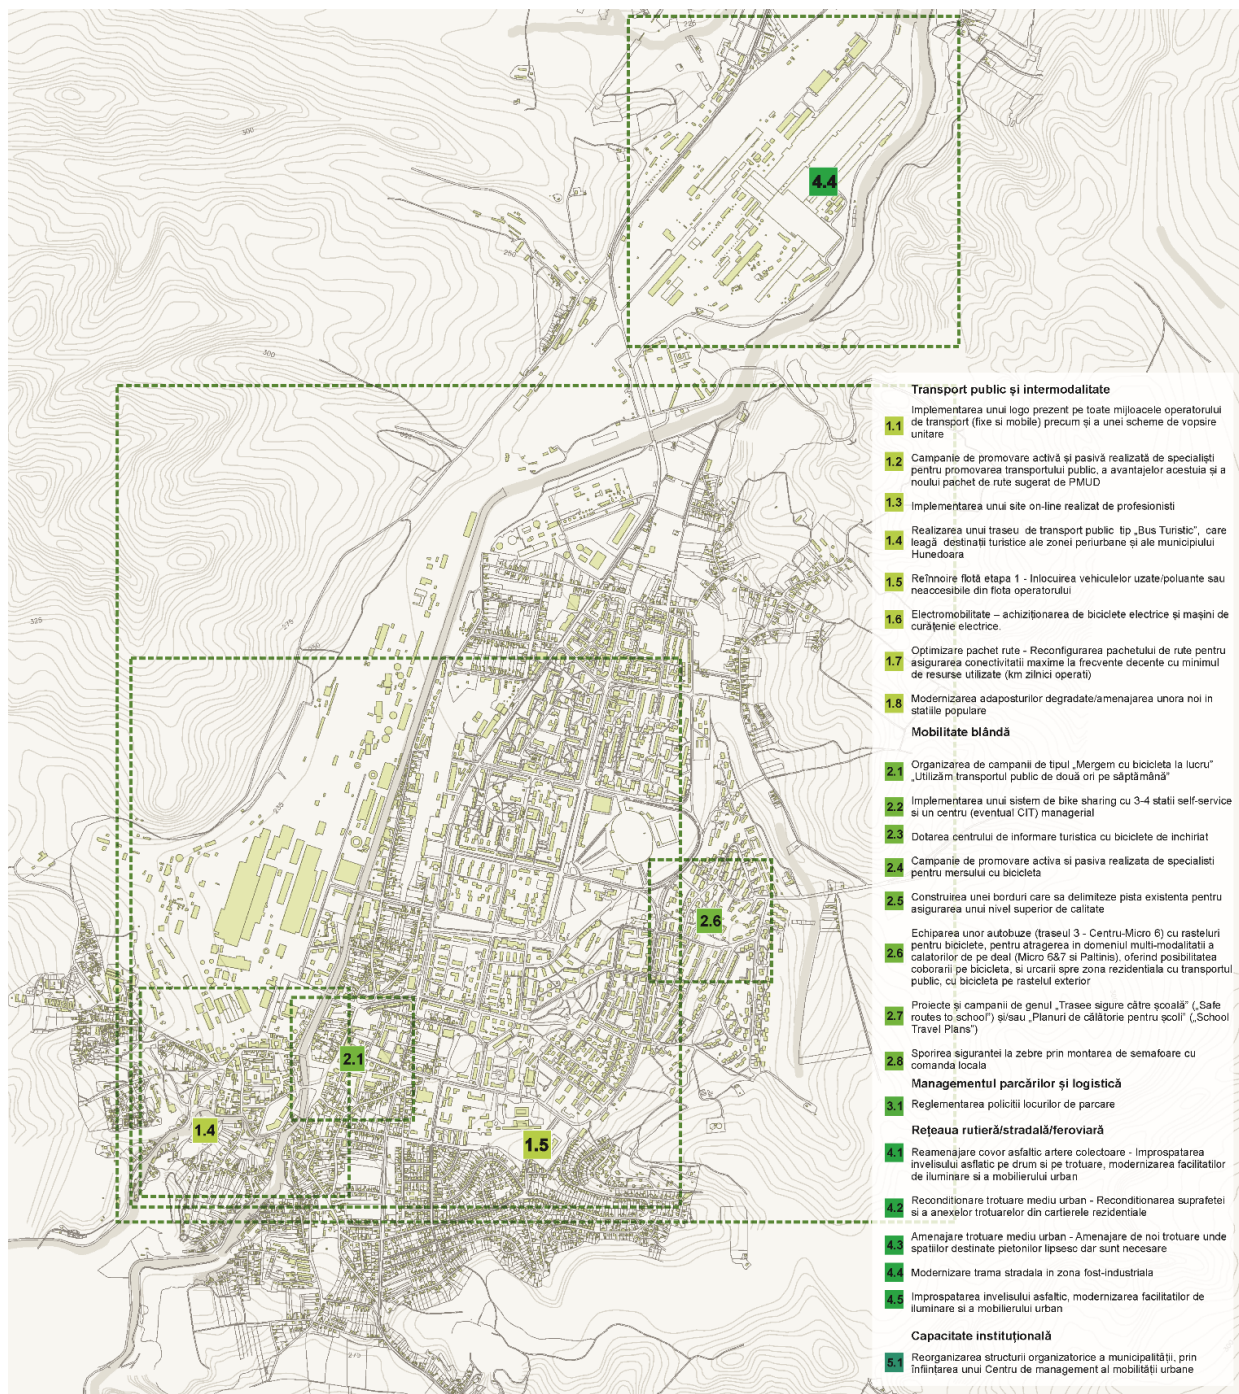 225
300
4.4
250
300
325
325
275
250
225
2.6
2.1
1.4
1.5
275
Transport public și intermodalitate
1.1 Implementarea unui logo prezent pe toate mijloacele operatorului
de transport (fixe si mobile) precum și a unei scheme de vopsire
unitare
1.2 Campanie de promovare activă și pasivă realizată de specialiști
pentru promovarea transportului public, a avantajelor acestuia și a
noului pachet de rute sugerat de PMUD
1.3 Implementarea unui site on-line realizat de profesionisti
1.4 Realizarea unui traseu de transport public tip „Bus Turistic”, care
leagă destinații turistice ale zonei periurbane și ale municipiului
Hunedoara
1.5 Reînnoire flotă etapa 1 - Inlocuirea vehiculelor uzate/poluante sau
neaccesibile din flota operatorului
1.6 Electromobilitate – achiziționarea de biciclete electrice și mașini de
curățenie electrice.
1.7 Optimizare pachet rute - Reconfigurarea pachetului de rute pentru
asigurarea conectivitatii maxime la frecvente decente cu minimul
de resurse utilizate (km zilnici operati)
1.8 Modernizarea adaposturilor degradate/amenajarea unora noi in
statiile populare
Mobilitate blândă
2.1 Organizarea de campanii de tipul „Mergem cu bicicleta la lucru”
„Utilizăm transportul public de două ori pe săptămână”
2.2 Implementarea unui sistem de bike sharing cu 3-4 statii self-service
si un centru (eventual CIT) managerial
2.3 Dotarea centrului de informare turistica cu biciclete de inchiriat
2.4 Campanie de promovare activa si pasiva realizata de specialisti
pentru mersului cu bicicleta
2.5 Construirea unei borduri care sa delimiteze pista existenta pentru
asigurarea unui nivel superior de calitate
2.6 Echiparea unor autobuze (traseul 3 - Centru-Micro 6) cu rasteluri
pentru biciclete, pentru atragerea in domeniul multi-modalitatii a
calatorilor de pe deal (Micro 6&7 si Paltinis), oferind posibilitatea
coborarii pe bicicleta, si urcarii spre zona rezidentiala cu transportul
public, cu bicicleta pe rastelul exterior
2.7 Proiecte si campanii de genul „Trasee sigure către școală” („Safe
routes to school”) și/sau „Planuri de călătorie pentru școli” („School
Travel Plans”)
2.8 Sporirea sigurantei la zebre prin montarea de semafoare cu
comanda locala
Managementul parcărilor și logistică
3.1 Reglementarea politicii locurilor de parcare
Rețeaua rutieră/stradală/feroviară
4.1 Reamenajare covor asfaltic artere colectoare - Improspatarea
invelisului asflatic pe drum si pe trotuare, modernizarea facilitatilor
de iluminare si a mobilierului urban
4.2 Reconditionare trotuare mediu urban - Reconditionarea suprafetei
si a anexelor trotuarelor din cartierele rezidentiale
4.3 Amenajare trotuare mediu urban - Amenajare de noi trotuare unde
spatiilor destinate pietonilor lipsesc dar sunt necesare
4.4 Modernizare trama stradala in zona fost-industriala
4.5 Improspatarea invelisului asfaltic, modernizarea facilitatilor de
iluminare si a mobilierului urban
Capacitate instituțională
5.1 Reorganizarea structurii organizatorice a municipalității, prin
înființarea unui Centru de management al mobilității urbane